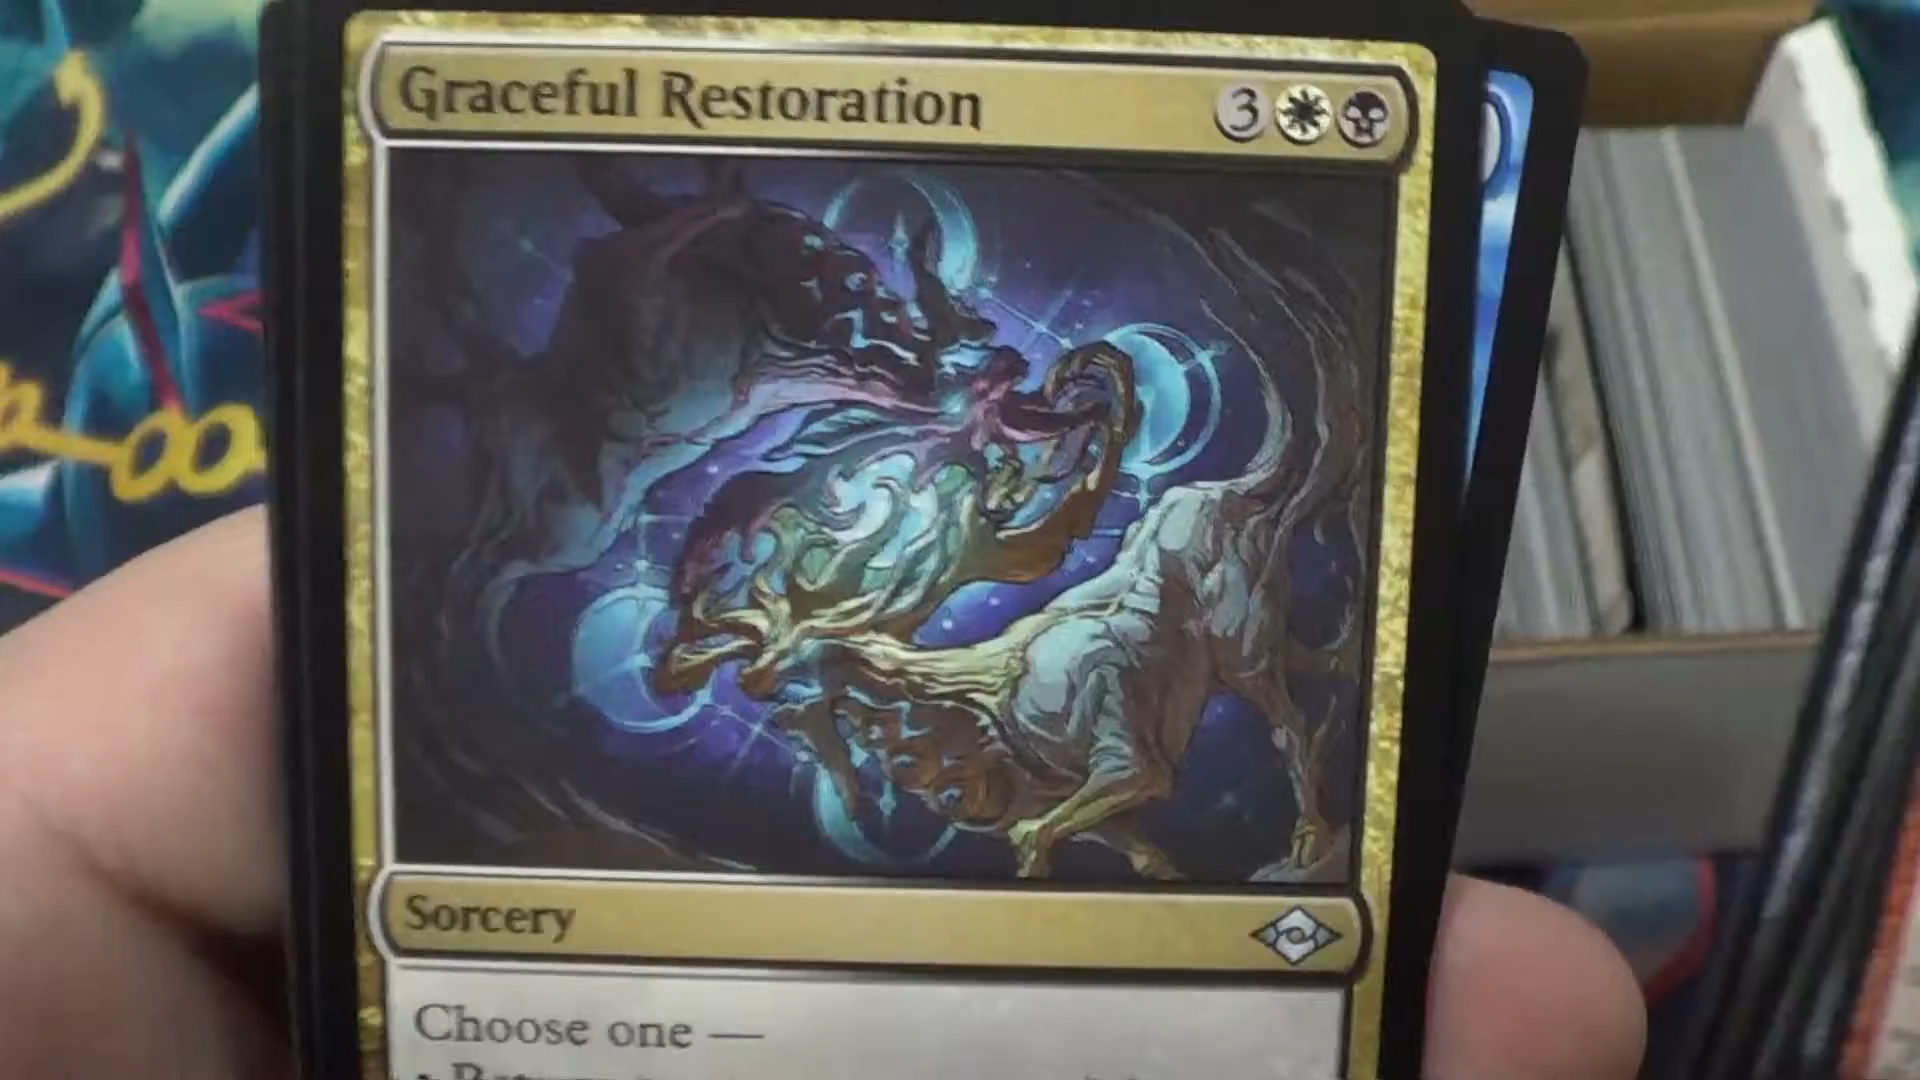 Graceful Restoration 3
Sorcery
Choose one —